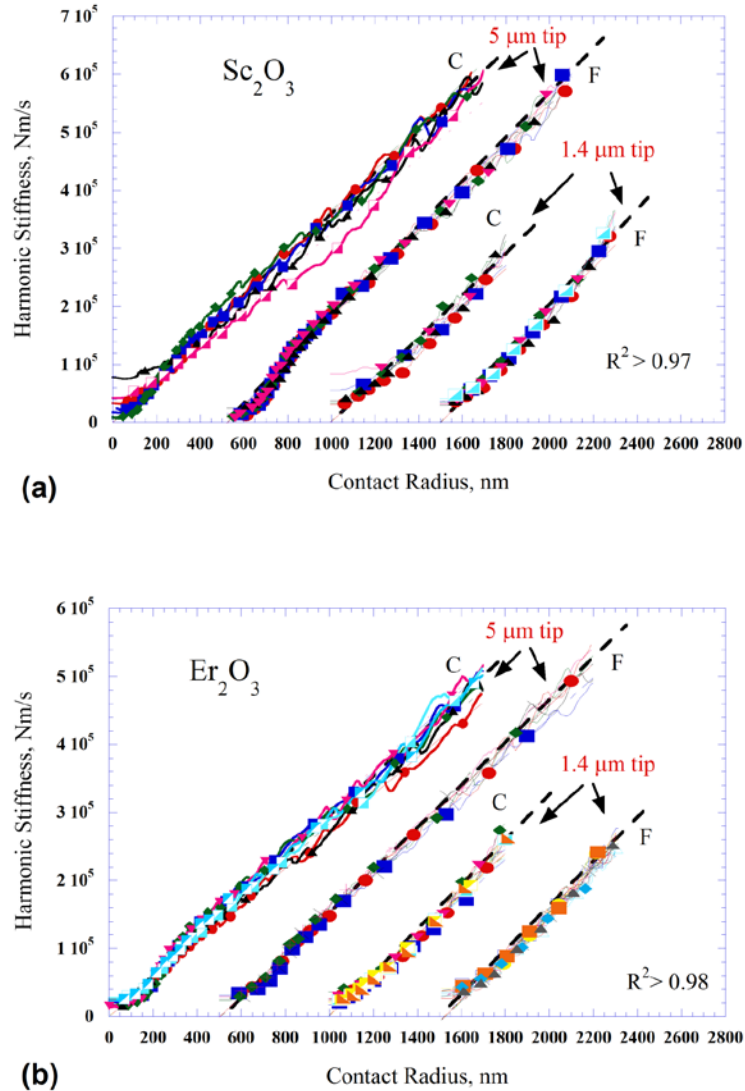 7 10⁵
6 10⁵
5 10⁵
4 10⁵
3 10⁵
2 10⁵
1 10⁵
0
Harmonic Stiffness, Nm/s
Sc₂O₃
5 μm tip
C
F
1.4 μm tip
C
F
R² > 0.97
0 200 400 600 800 1000 1200 1400 1600 1800 2000 2200 2400 2600 2800
Contact Radius, nm
(a)
6 10⁵
5 10⁵
4 10⁵
3 10⁵
2 10⁵
1 10⁵
0
Harmonic Stiffness, Nm/s
Er₂O₃
5 μm tip
C
F
1.4 μm tip
C
F
R² > 0.98
0 200 400 600 800 1000 1200 1400 1600 1800 2000 2200 2400 2600 2800
Contact Radius, nm
(b)